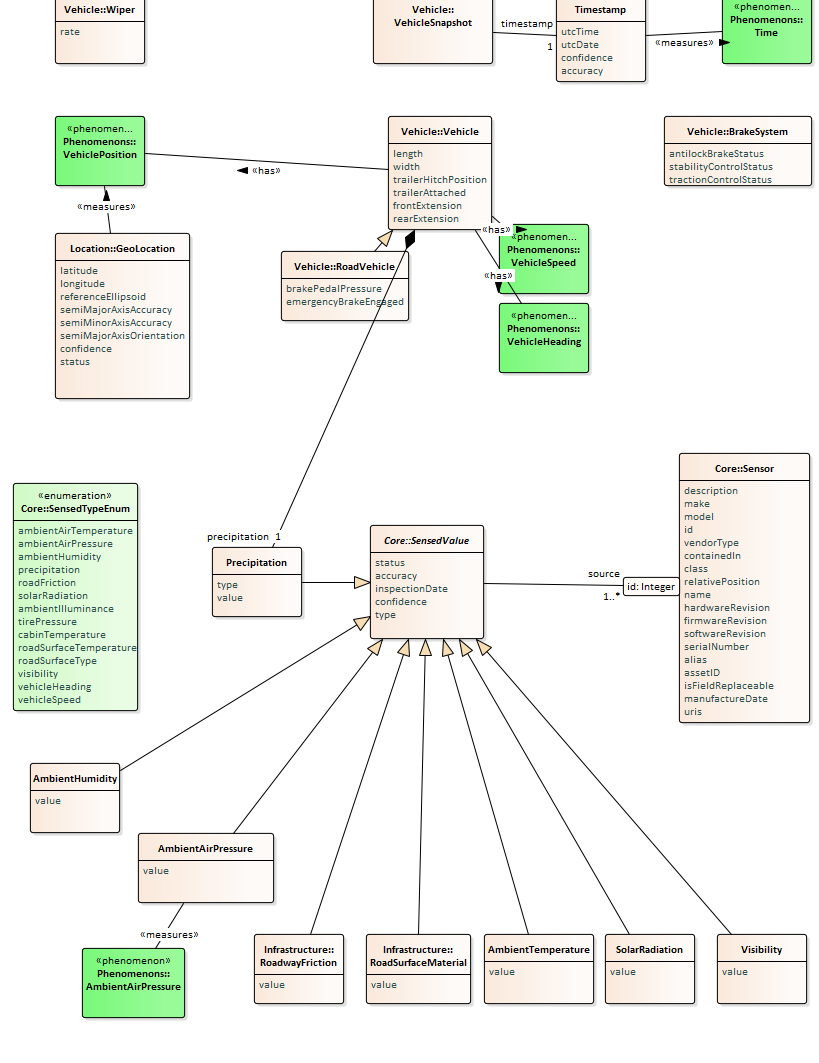 Vehicle::Wiper
rate
Vehicle::
VehicleSnapshot
timestamp
1
Timestamp
utcTime
utcDate
confidence
accuracy
«measures»
«phenomen...
Phenomenons::
Time
«phenomen...
Phenomenons::
VehiclePosition
«has»
Vehicle::Vehicle
length
width
trailerHitchPosition
trailerAttached
frontExtension
rearExtension
Vehicle::BrakeSystem
antilockBrakeStatus
stabilityControlStatus
tractionControlStatus
«measures»
Location::GeoLocation
latitude
longitude
referenceEllipsoid
semiMajorAxisAccuracy
semiMinorAxisAccuracy
semiMajorAxisOrientation
confidence
status
Vehicle::RoadVehicle
brakePedalPressure
emergencyBrakeEngaged
«has»
«phenomen...
Phenomenons::
VehicleSpeed
«has»
«phenomen...
Phenomenons::
VehicleHeading
«enumeration»
Core::SensedTypeEnum
ambientAirTemperature
ambientAirPressure
ambientHumidity
precipitation
roadFriction
solarRadiation
ambientIlluminance
tirePressure
cabinTemperature
roadSurfaceTemperature
roadSurfaceType
visibility
vehicleHeading
vehicleSpeed
precipitation 1
Precipitation
type
value
Core::SensedValue
status
accuracy
inspectionDate
confidence
type
source
1..*
id: Integer
Core::Sensor
description
make
model
id
vendorType
containedIn
class
relativePosition
name
hardwareRevision
firmwareRevision
softwareRevision
serialNumber
alias
assetID
isFieldReplaceable
manufactureDate
uris
AmbientHumidity
value
AmbientAirPressure
value
«measures»
«phenomenon»
Phenomenons::
AmbientAirPressure
Infrastructure::
RoadwayFriction
value
Infrastructure::
RoadSurfaceMaterial
value
AmbientTemperature
value
SolarRadiation
value
Visibility
value